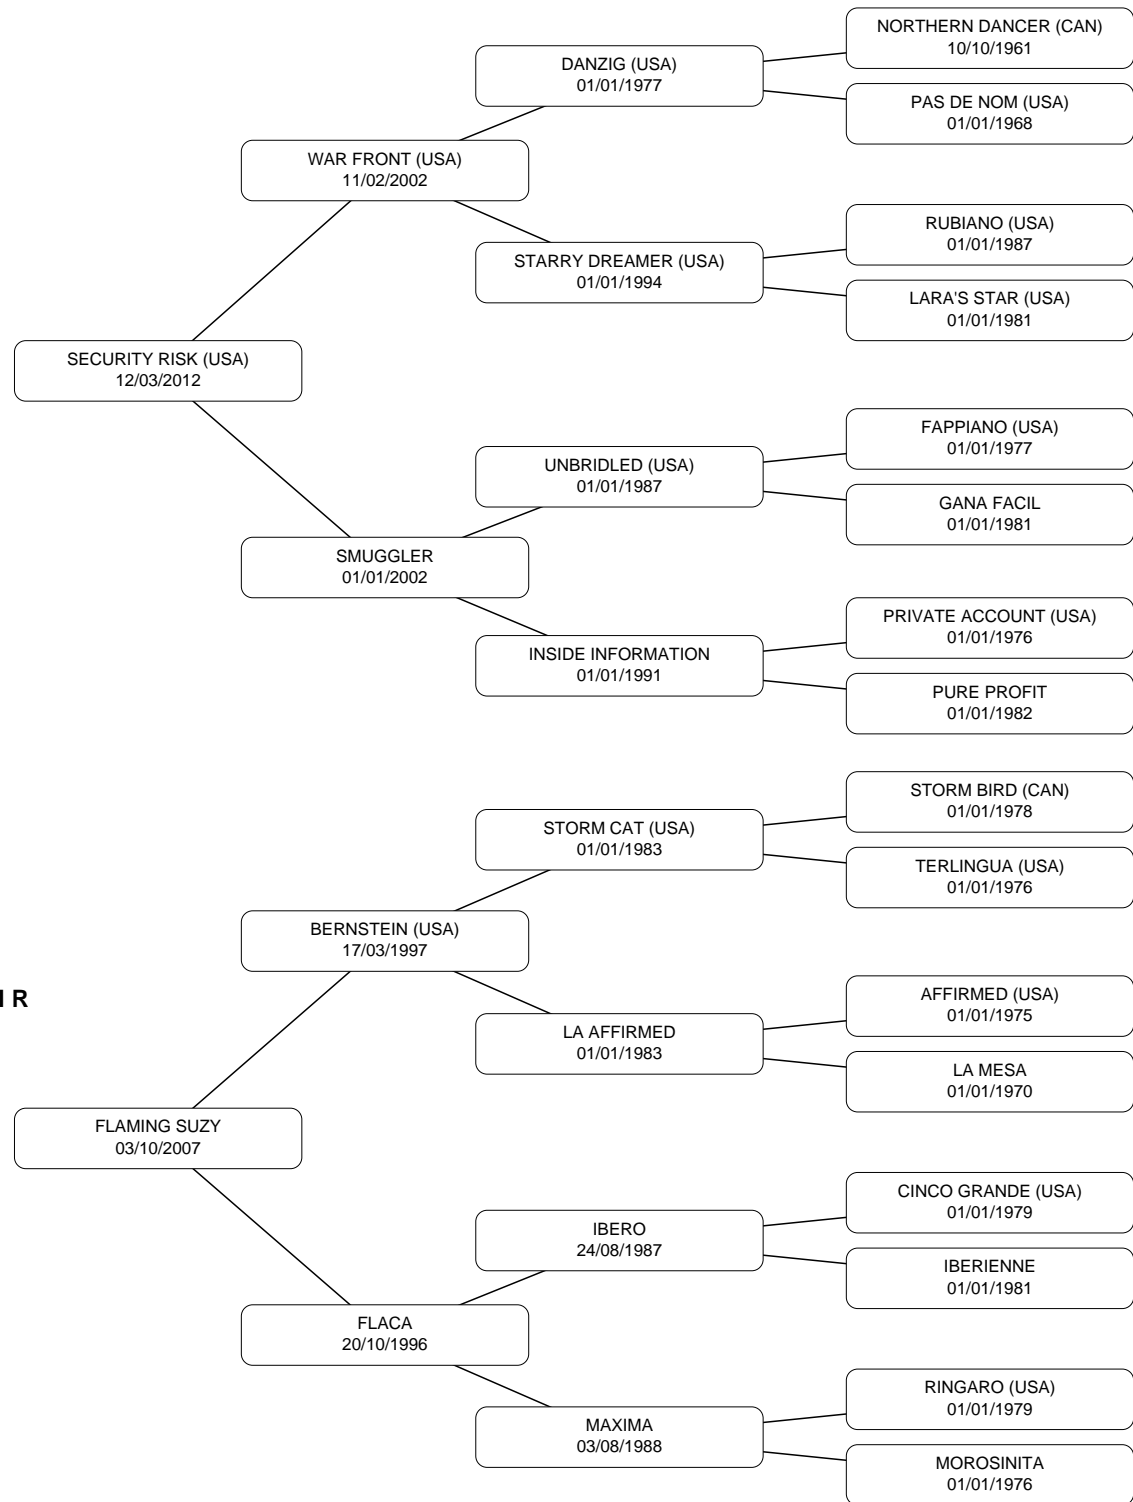 NORTHERN DANCER (CAN)
10/10/1961
DANZIG (USA)
01/01/1977
PAS DE NOM (USA)
01/01/1968
WAR FRONT (USA)
11/02/2002
RUBIANO (USA)
01/01/1987
STARRY DREAMER (USA)
01/01/1994
LARA'S STAR (USA)
01/01/1981
SECURITY RISK (USA)
12/03/2012
FAPPIANO (USA)
01/01/1977
UNBRIDLED (USA)
01/01/1987
GANA FACIL
01/01/1981
SMUGGLER
01/01/2002
PRIVATE ACCOUNT (USA)
01/01/1976
INSIDE INFORMATION
01/01/1991
PURE PROFIT
01/01/1982
STORM BIRD (CAN)
01/01/1978
STORM CAT (USA)
01/01/1983
TERLINGUA (USA)
01/01/1976
BERNSTEIN (USA)
17/03/1997
AFFIRMED (USA)
01/01/1975
LA AFFIRMED
01/01/1983
LA MESA
01/01/1970
R
FLAMING SUZY
03/10/2007
CINCO GRANDE (USA)
01/01/1979
IBERO
24/08/1987
IBERIENNE
01/01/1981
FLACA
20/10/1996
RINGARO (USA)
01/01/1979
MAXIMA
03/08/1988
MOROSINITA
01/01/1976